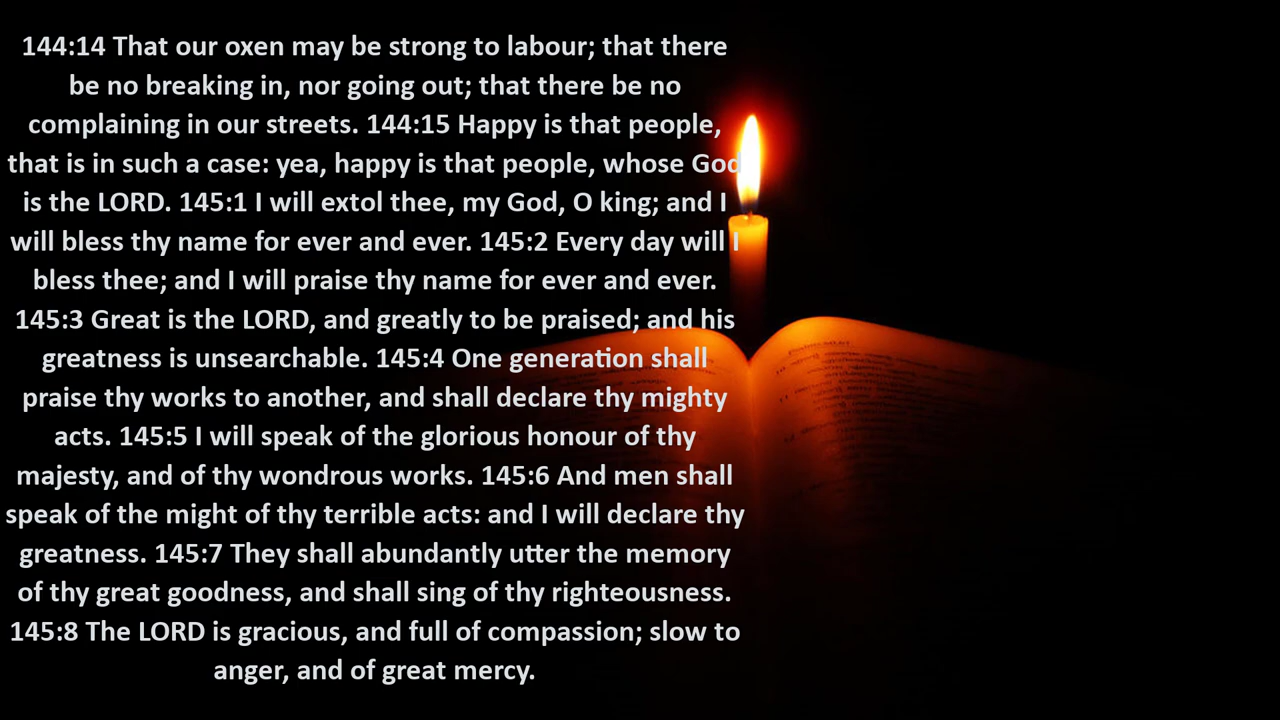 144:14 That our oxen may be strong to labour; that there
be no breaking in, nor going out; that there be no
complaining in our streets. 144:15 Happy is that people,
that is in such a case: yea, happy is that people, whose God
is the LORD. 145:1 I will extol thee, my God, O king; and I
will bless thy name for ever and ever. 145:2 Every day will I
bless thee; and I will praise thy name for ever and ever.
145:3 Great is the LORD, and greatly to be praised; and his
greatness is unsearchable. 145:4 One generation shall
praise thy works to another, and shall declare thy mighty
acts. 145:5 I will speak of the glorious honour of thy
majesty, and of thy wondrous works. 145:6 And men shall
speak of the might of thy terrible acts: and I will declare thy
greatness. 145:7 They shall abundantly utter the memory
of thy great goodness, and shall sing of thy righteousness.
145:8 The LORD is gracious, and full of compassion; slow to
anger, and of great mercy.